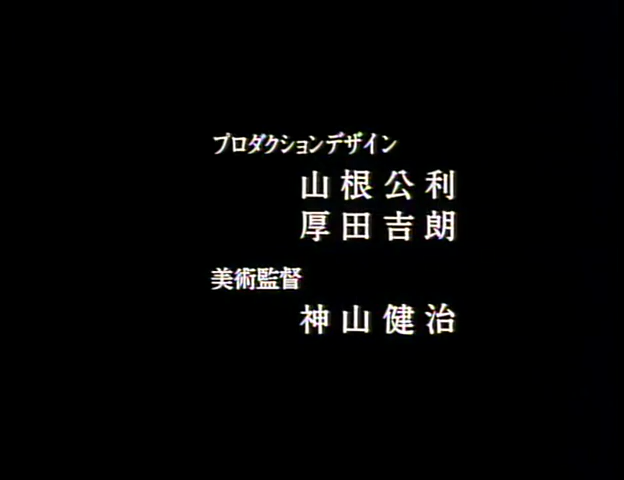 プロダクションデザイン
山根公利
厚田吉朗
美術監督
神山健治